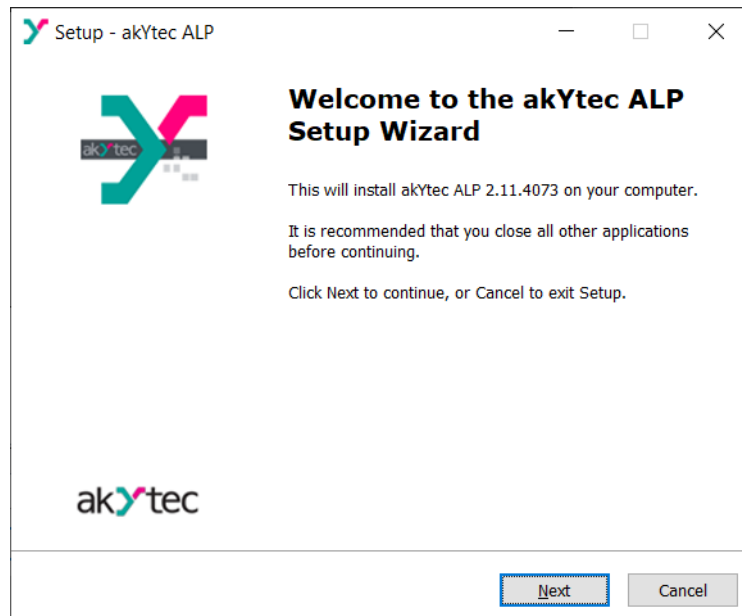 Setup - akYtec ALP
Welcome to the akYtec ALP
Setup Wizard
akytec
This will install akYtec ALP 2.11.4073 on your computer.
It is recommended that you close all other applications
before continuing.
Click Next to continue, or Cancel to exit Setup.
akytec
Next
Cancel